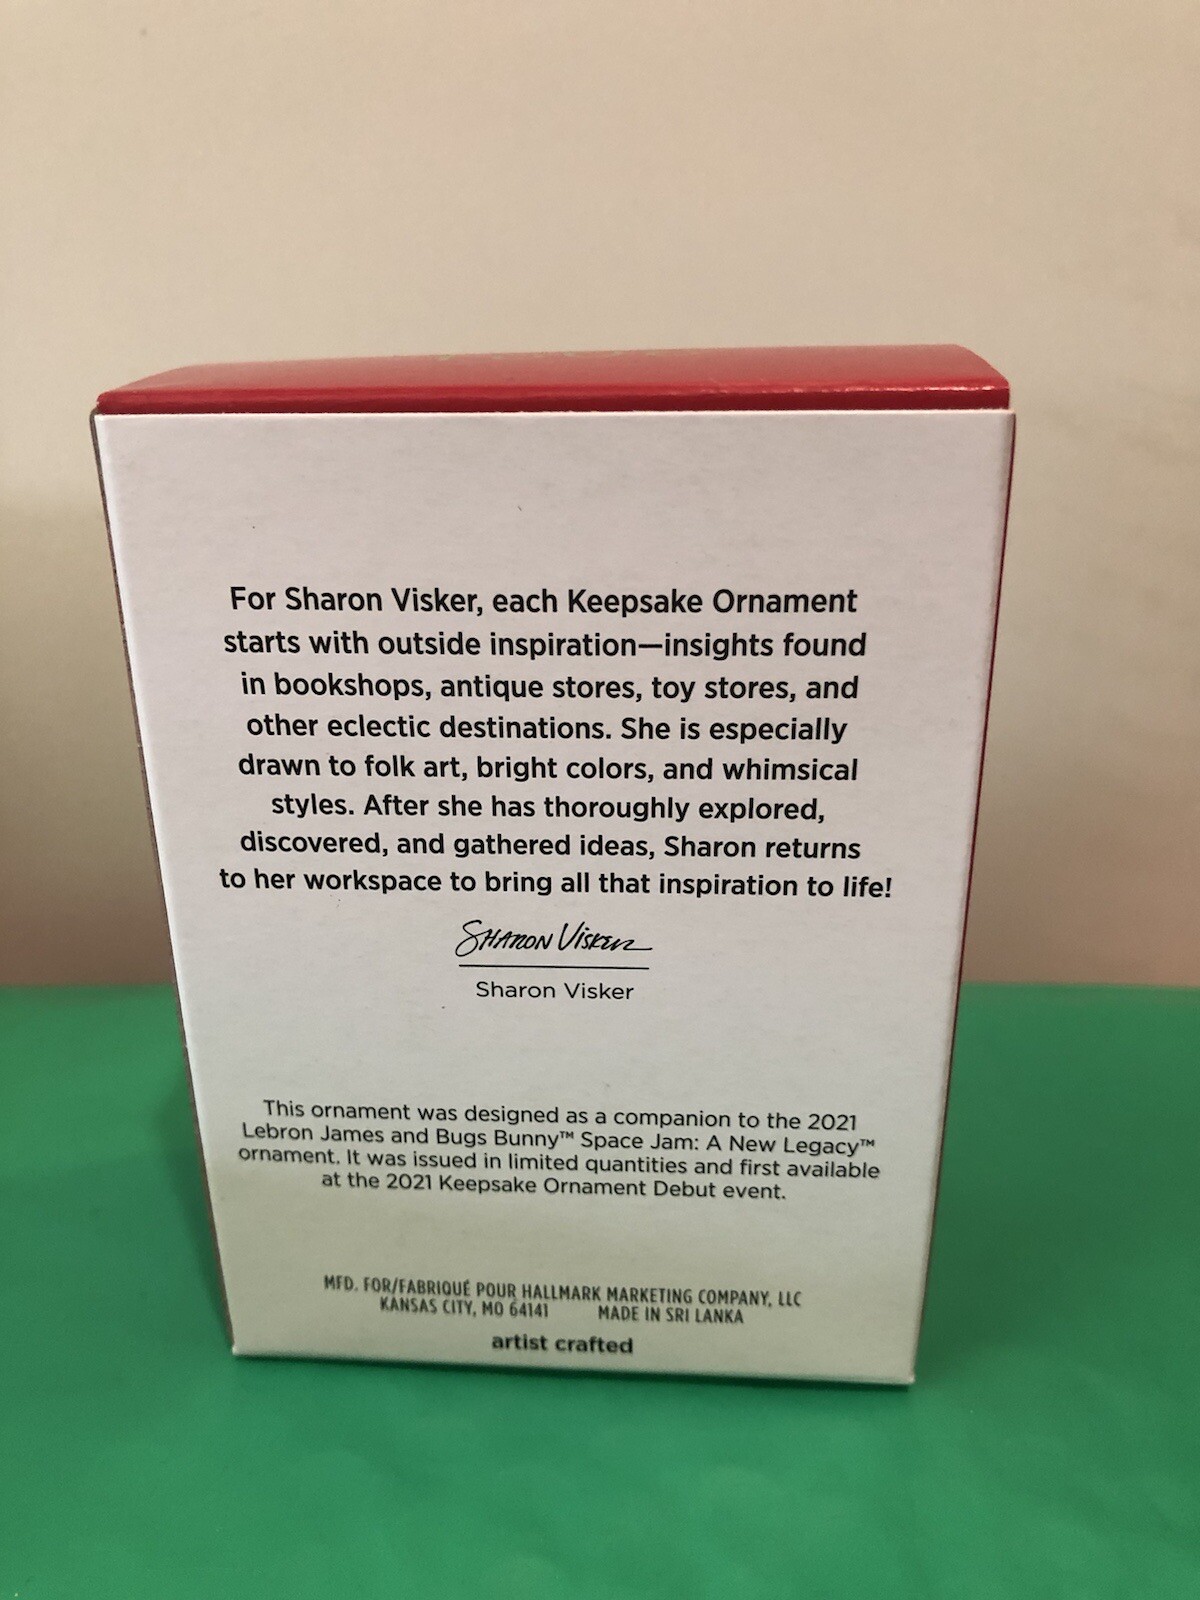 For Sharon Visker, each Keepsake Ornament
starts with outside inspiration—insights found
in bookshops, antique stores, toy stores, and
other eclectic destinations. She is especially
drawn to folk art, bright colors, and whimsical
styles. After she has thoroughly explored,
discovered, and gathered ideas, Sharon returns
to her workspace to bring all that inspiration to life!
Sharon Visker
Sharon Visker
This ornament was designed as a companion to the 2021
Lebron James and Bugs Bunny™ Space Jam: A New Legacy™
ornament. It was issued in limited quantities and first available
at the 2021 Keepsake Ornament Debut event.
MFD. FOR/FABRIQUÉ POUR HALLMARK MARKETING COMPANY, LLC
KANSAS CITY, MO 64141 MADE IN SRI LANKA
artist crafted